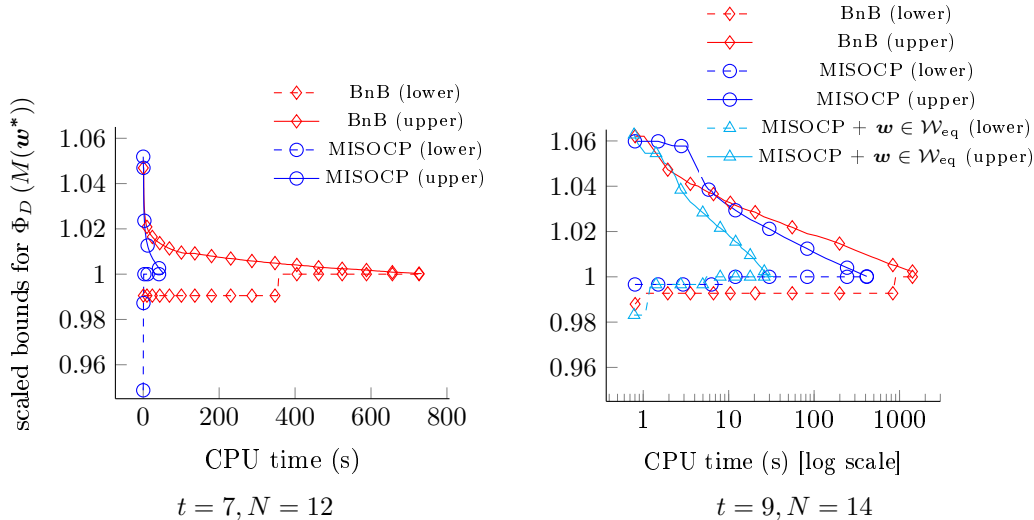 BnB (lower)
BnB (upper)
MISOCP (lower)
MISOCP (upper)
scaled bounds for Φ_D(M(w*))
1.06
1.04
1.02
1
0.98
0.96
0
200
400
600
800
CPU time (s)
t = 7, N = 12
BnB (lower)
BnB (upper)
MISOCP (lower)
MISOCP (upper)
MISOCP + w ∈ W_eq (lower)
MISOCP + w ∈ W_eq (upper)
1.06
1.04
1.02
1
0.98
0.96
1
10
100
1000
CPU time (s) [log scale]
t = 9, N = 14